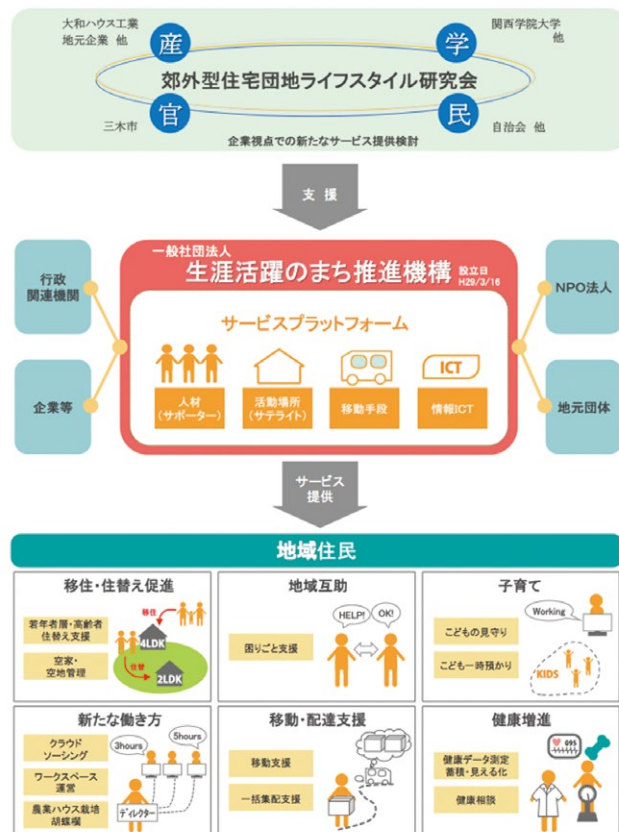 大和ハウス工業
地元企業 他
産
学
関西学院大学
他
郊外型住宅団地ライフスタイル研究会
三木市
官
民
自治会 他
企業視点での新たなサービス提供検討
支 援
行政
関連機関
企業等
一般社団法人
生涯活躍のまち推進機構
設立日
H29/3/16
サービスプラットフォーム
人材
(サポーター)
活動場所
(サテライト)
移動手段
ICT
情報ICT
NPO法人
地元団体
サービス
提供
地域住民
移住・住替え促進
若年者層・高齢者
住替え支援
空家・
空地管理
移住
4LDK
住替
2LDK
地域互助
困りごと支援
HELP!
OK!
子育て
こどもの見守り
こども一時預かり
Working
KIDS
新たな働き方
クラウド
ソーシング
ワークスペース
運営
農業ハウス栽培
胡蝶蘭
3hours
5hours
ディレクター
移動・配達支援
移動支援
一括集配支援
健康増進
健康データ測定
蓄積・見える化
健康相談
095